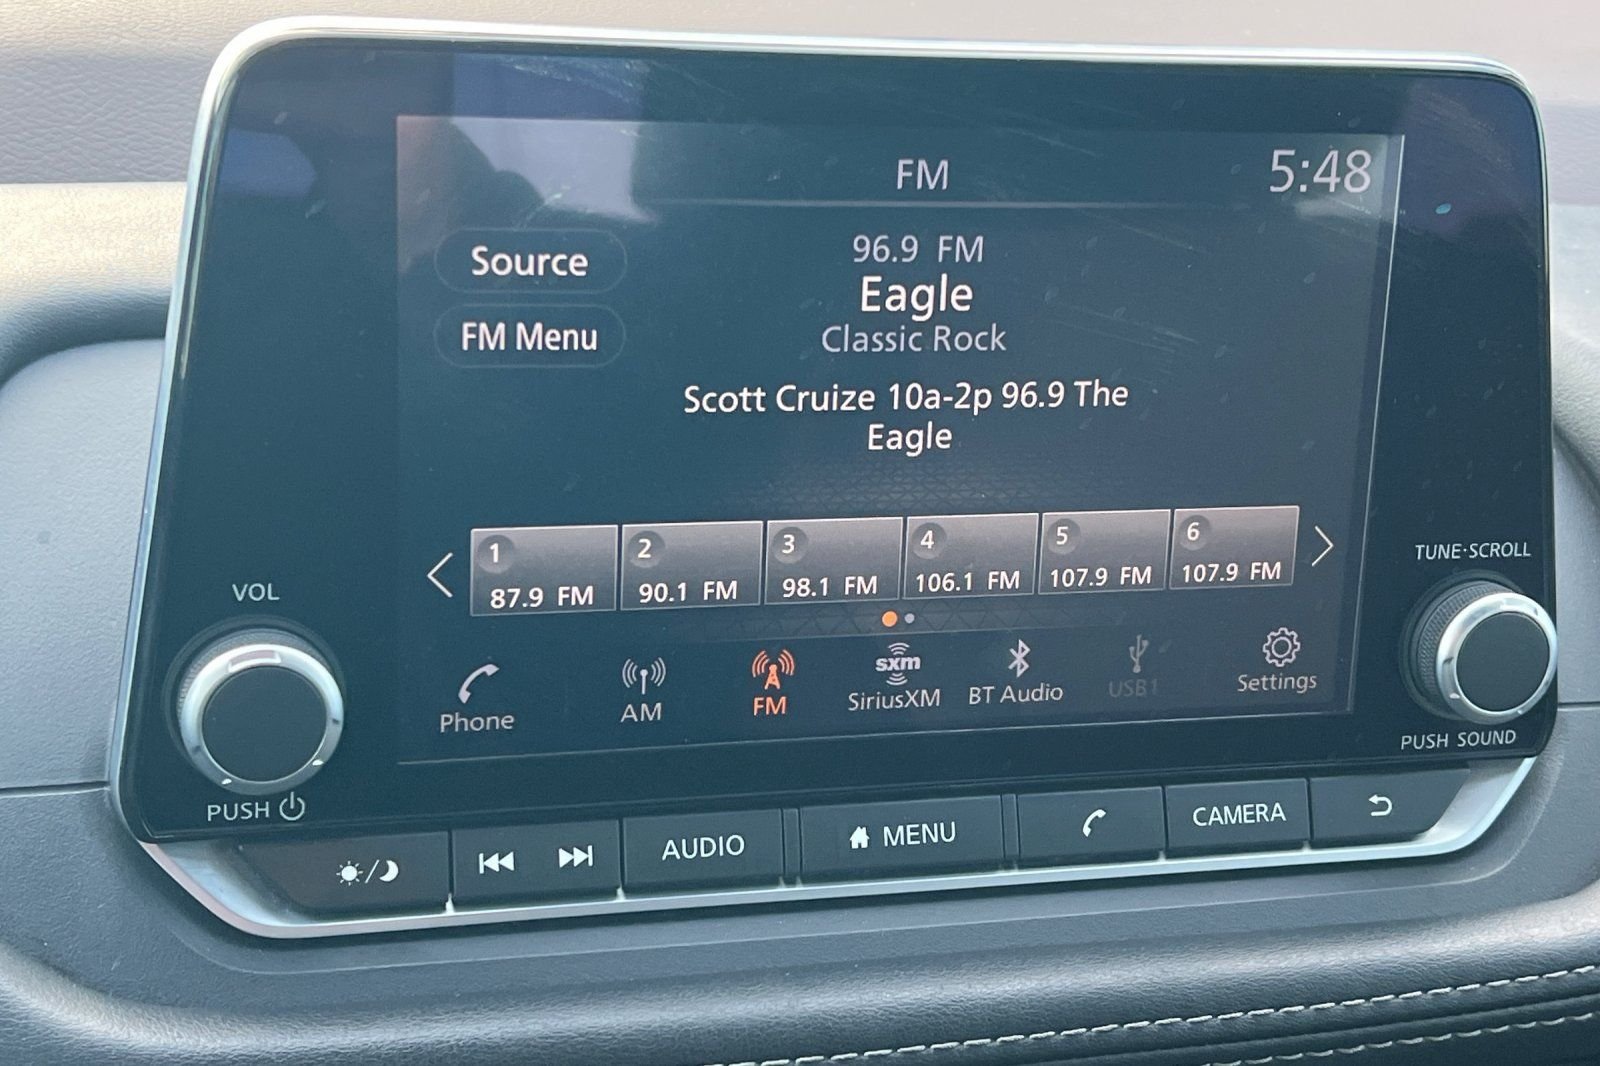 FM
5:48
Source
FM Menu
96.9 FM
Eagle
Classic Rock
Scott Cruize 10a-2p 96.9 The
Eagle
1
87.9 FM
2
90.1 FM
3
98.1 FM
4
106.1 FM
5
107.9 FM
6
107.9 FM
Phone
AM
FM
sxm
SiriusXM
BT Audio
USB1
Settings
VOL
PUSH
TUNE·SCROLL
PUSH SOUND
AUDIO
MENU
CAMERA